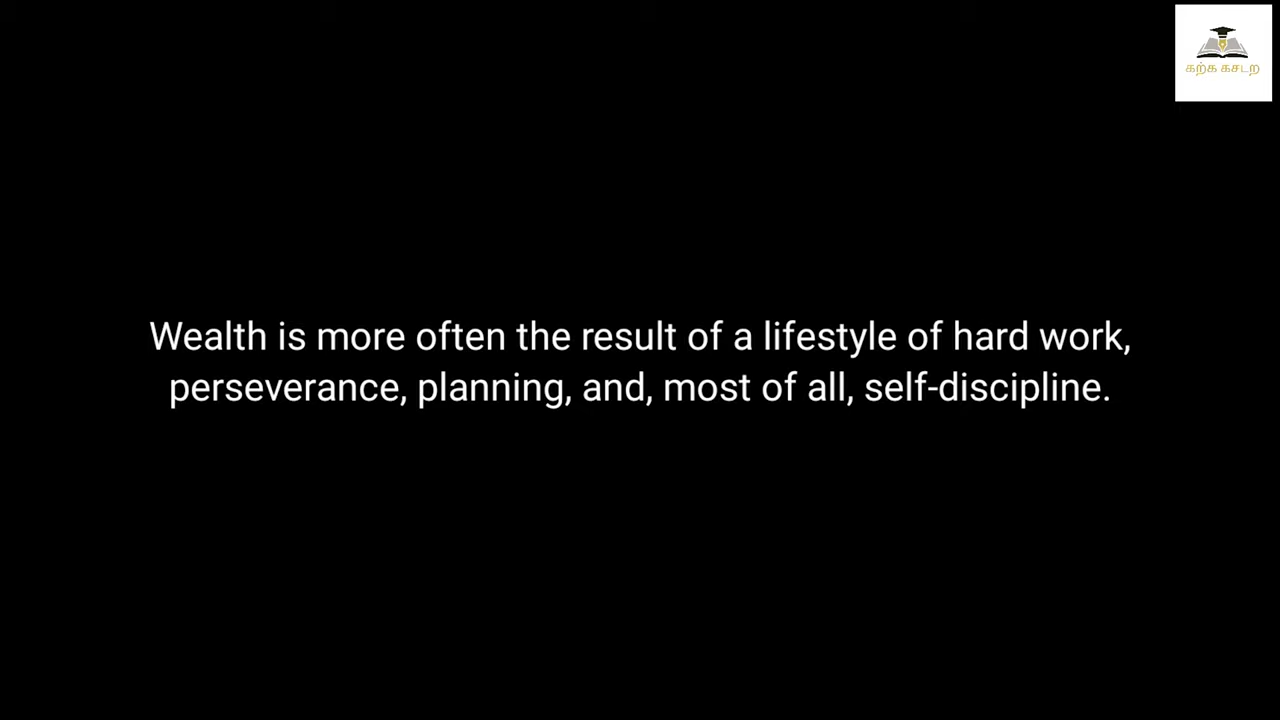 கற்க கசடற
Wealth is more often the result of a lifestyle of hard work,
perseverance, planning, and, most of all, self-discipline.